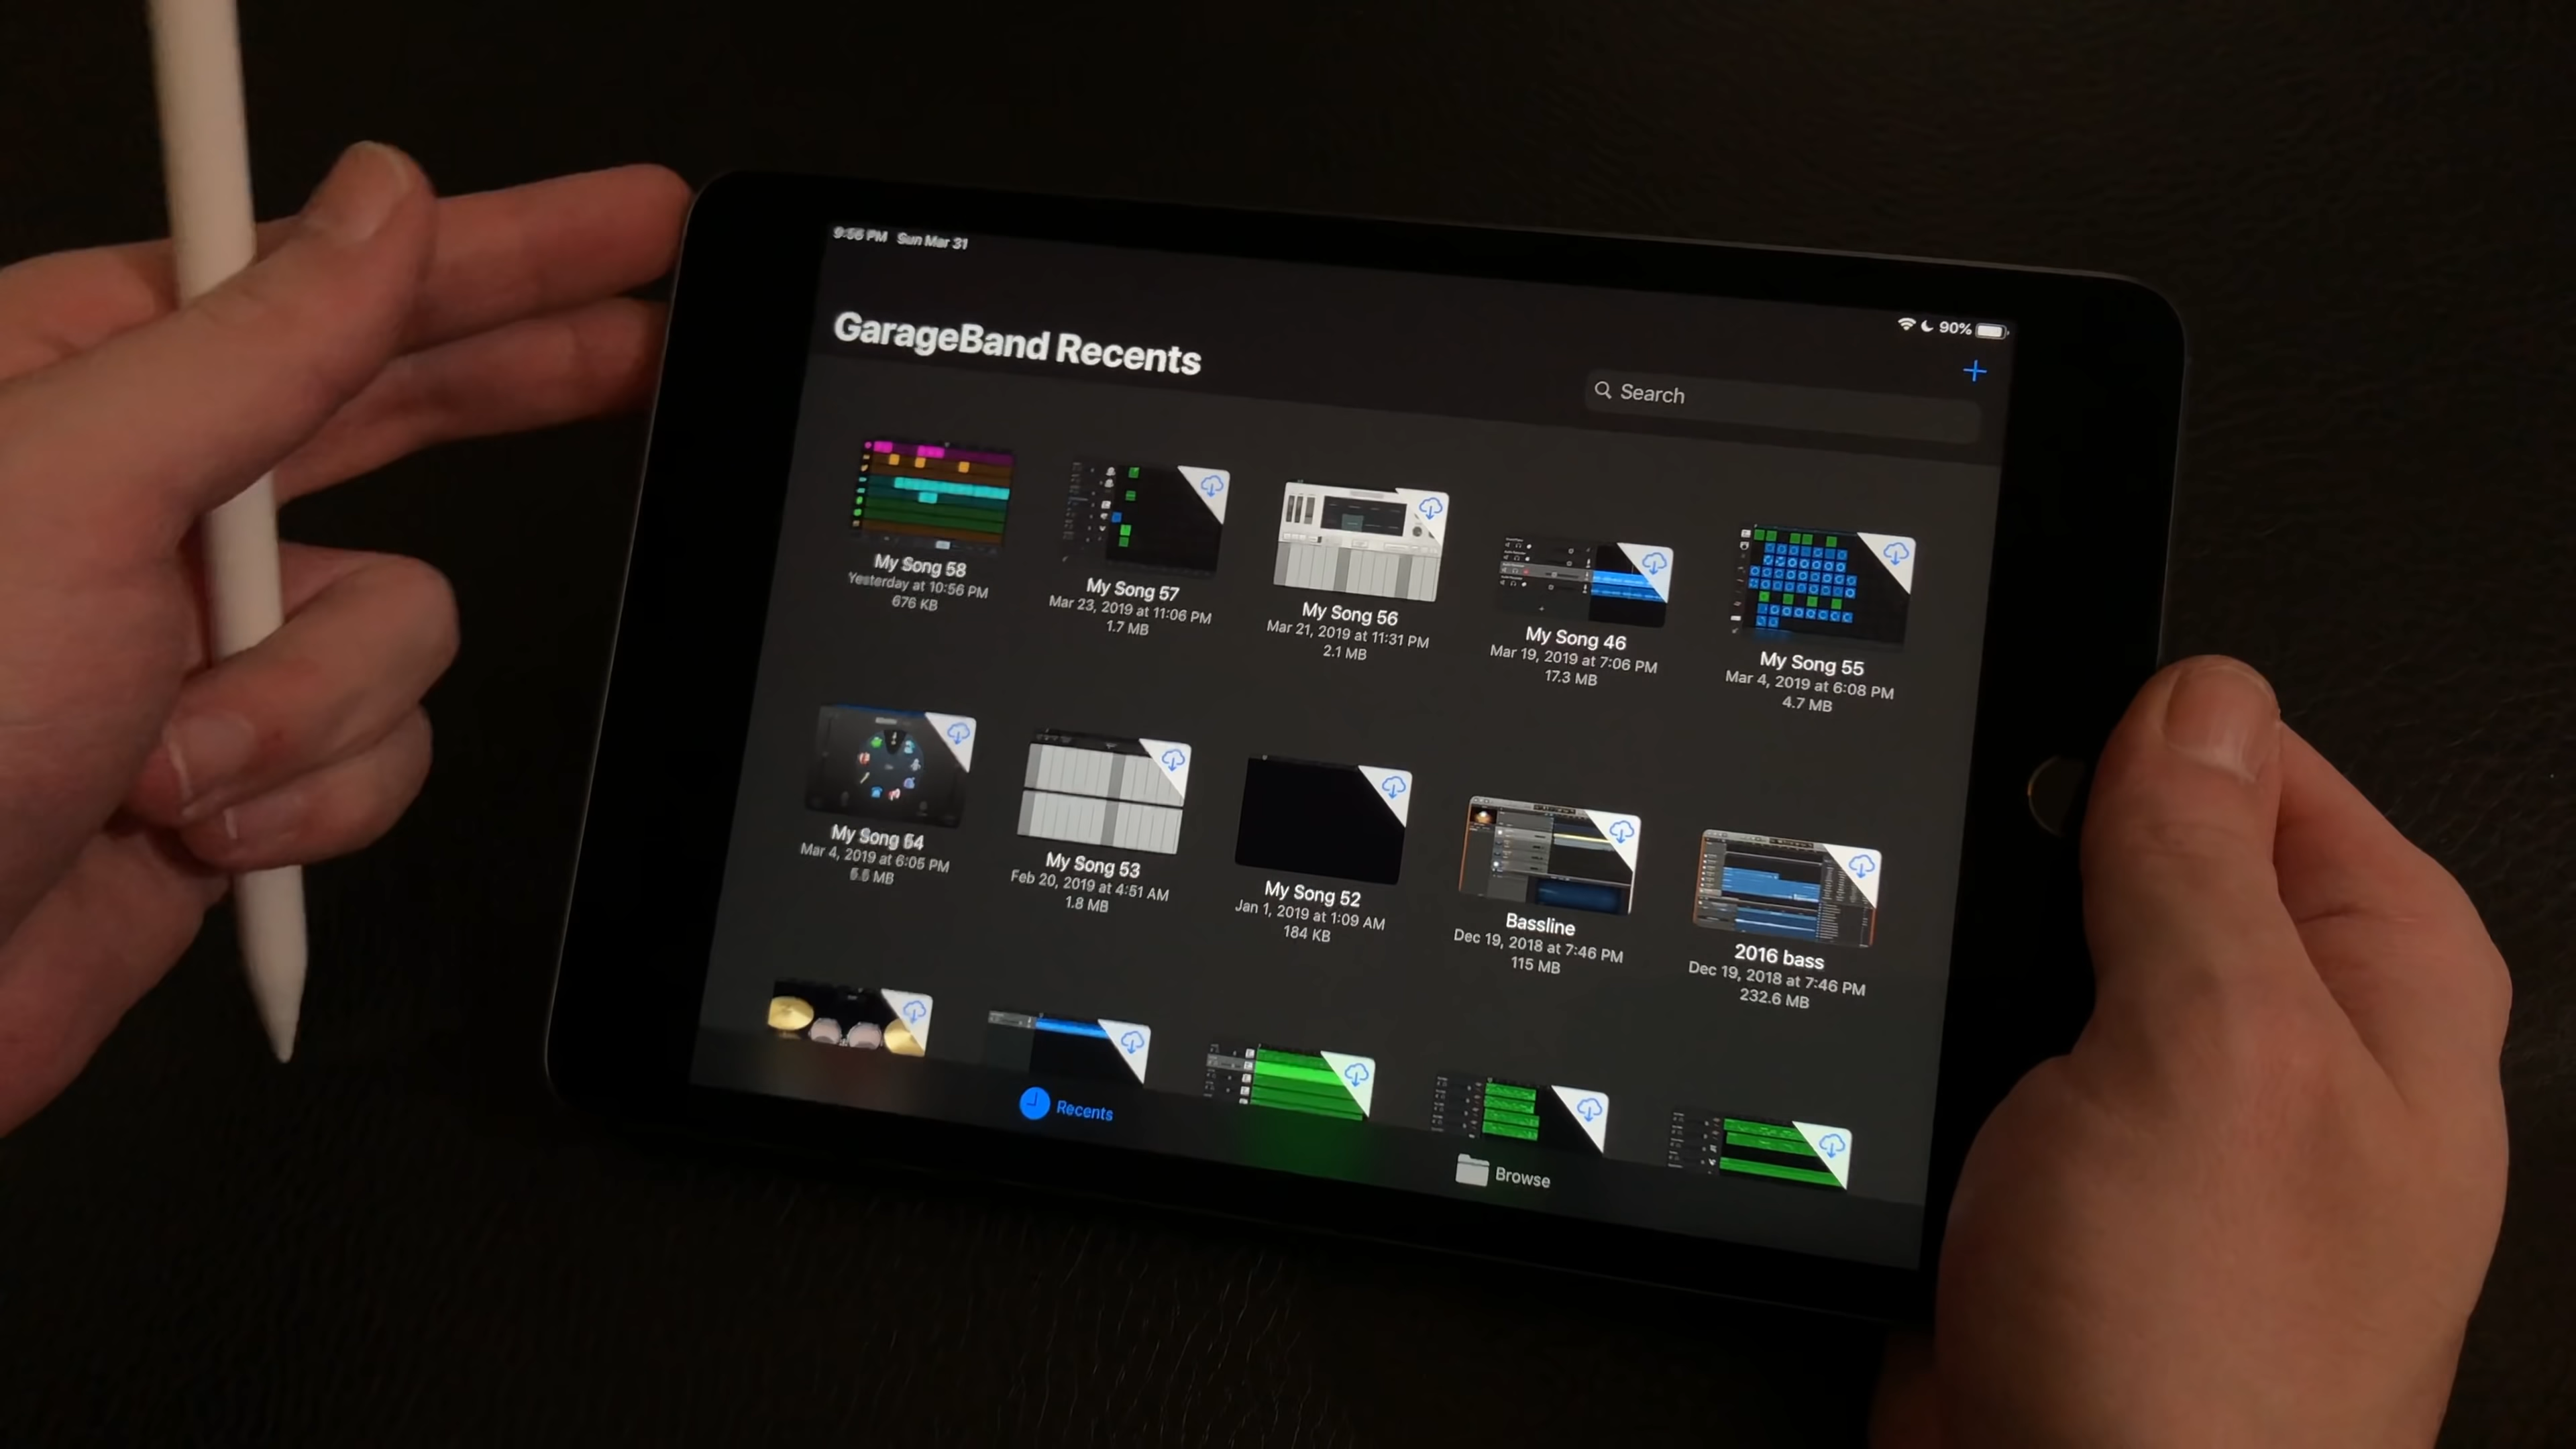 9:56 PM Sun Mar 31
90%
GarageBand Recents
Search
My Song 58
Yesterday at 10:56 PM
676 KB
My Song 57
Mar 23, 2019 at 11:06 PM
1.7 MB
My Song 56
Mar 21, 2019 at 11:31 PM
2.1 MB
My Song 46
Mar 19, 2019 at 7:06 PM
17.3 MB
My Song 55
Mar 4, 2019 at 6:08 PM
4.7 MB
My Song 54
Mar 4, 2019 at 6:05 PM
MB
My Song 53
Feb 20, 2019 at 4:51 AM
1.8 MB
My Song 52
Jan 1, 2019 at 1:09 AM
184 KB
Bassline
Dec 19, 2018 at 7:46 PM
115 MB
2016 bass
Dec 19, 2018 at 7:46 PM
232.6 MB
Recents
Browse